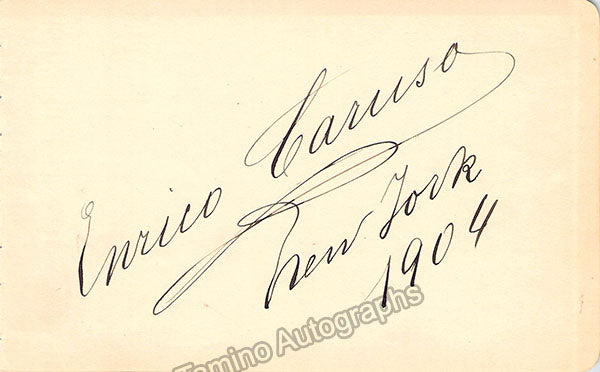 Enrico Caruso
New York
1904
Tamino Autographs